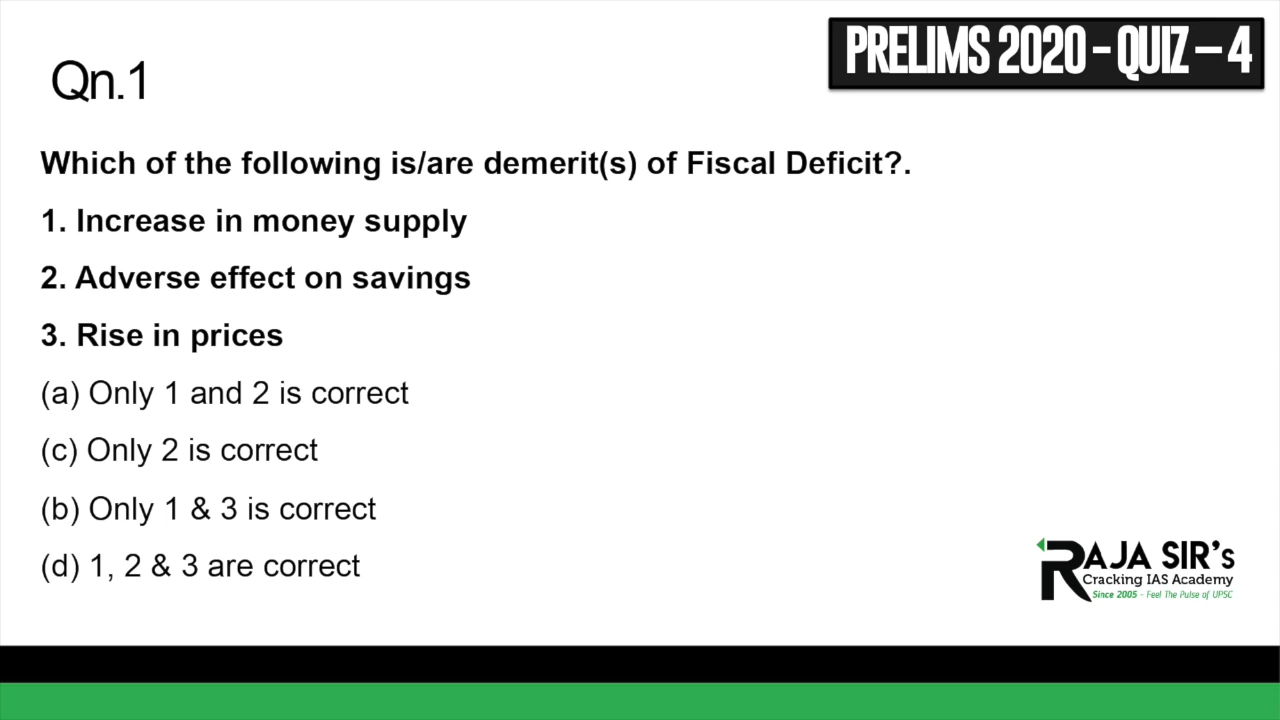 Qn.1
PRELIMS 2020 - QUIZ - 4
Which of the following is/are demerit(s) of Fiscal Deficit?.
1. Increase in money supply
2. Adverse effect on savings
3. Rise in prices
(a) Only 1 and 2 is correct
(c) Only 2 is correct
(b) Only 1 & 3 is correct
(d) 1, 2 & 3 are correct
RAJA SIR's
Cracking IAS Academy
Since 2005 - Feel The Pulse of UPSC